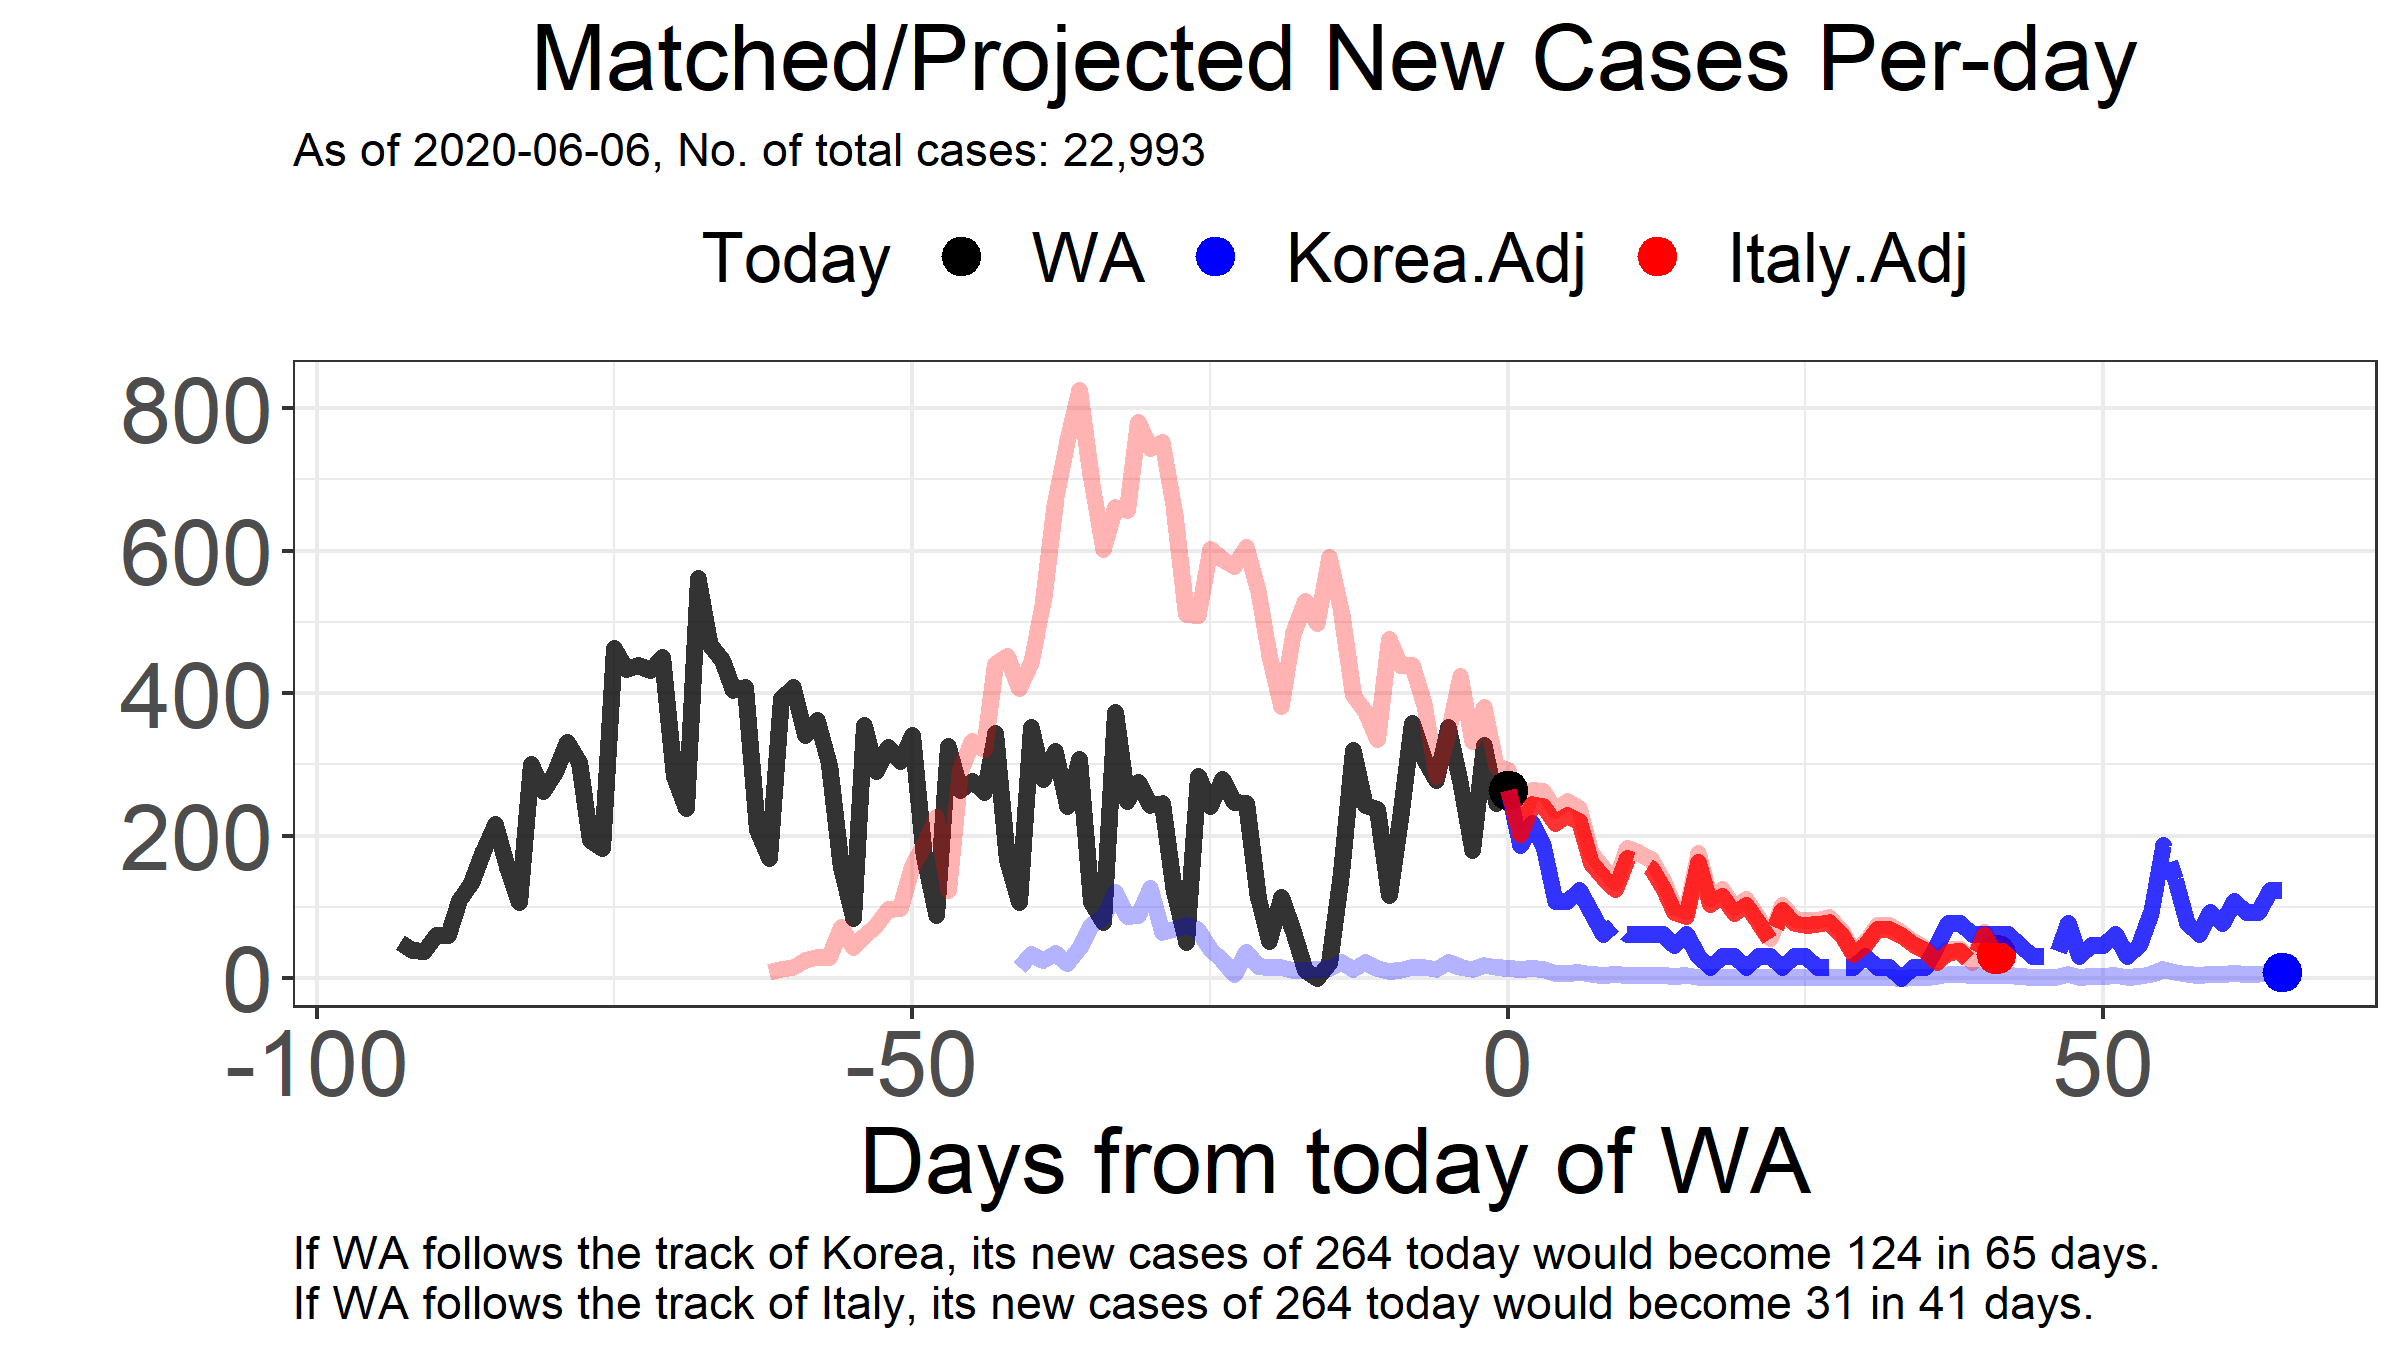 Matched/Projected New Cases Per-day
As of 2020-06-06, No. of total cases: 22,993
Today WA Korea.Adj Italy.Adj
800
600
400
200
0
-100 -50 0 50
Days from today of WA
If WA follows the track of Korea, its new cases of 264 today would become 124 in 65 days.
If WA follows the track of Italy, its new cases of 264 today would become 31 in 41 days.